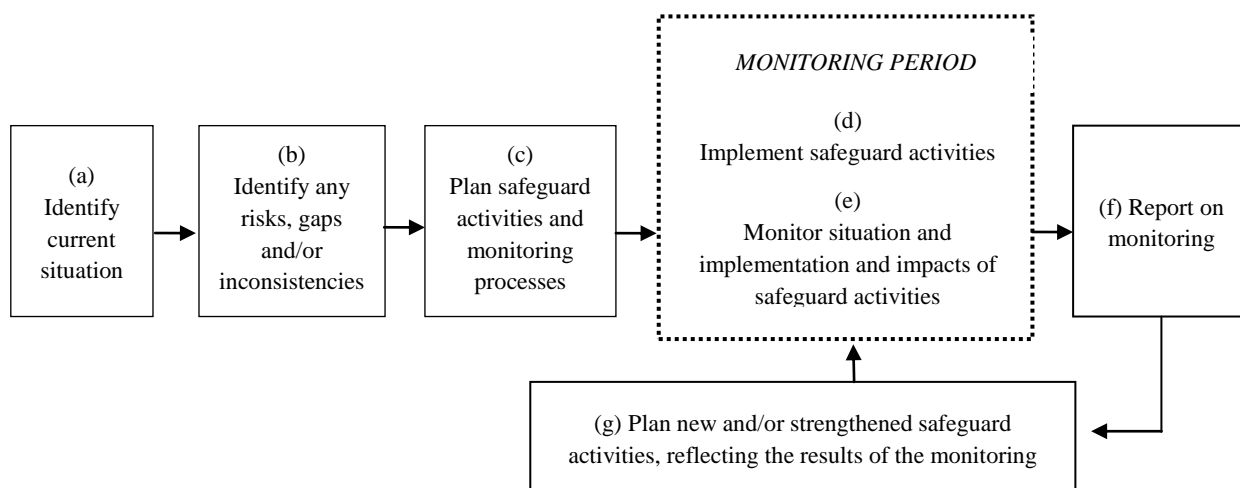 (a)
Identify
current
situation
(b)
Identify any
risks, gaps
and/or
inconsistencies
(c)
Plan safeguard
activities and
monitoring
processes
MONITORING PERIOD
(d)
Implement safeguard activities
(e)
Monitor situation and
implementation and impacts of
safeguard activities
(f) Report on
monitoring
(g) Plan new and/or strengthened safeguard
activities, reflecting the results of the monitoring